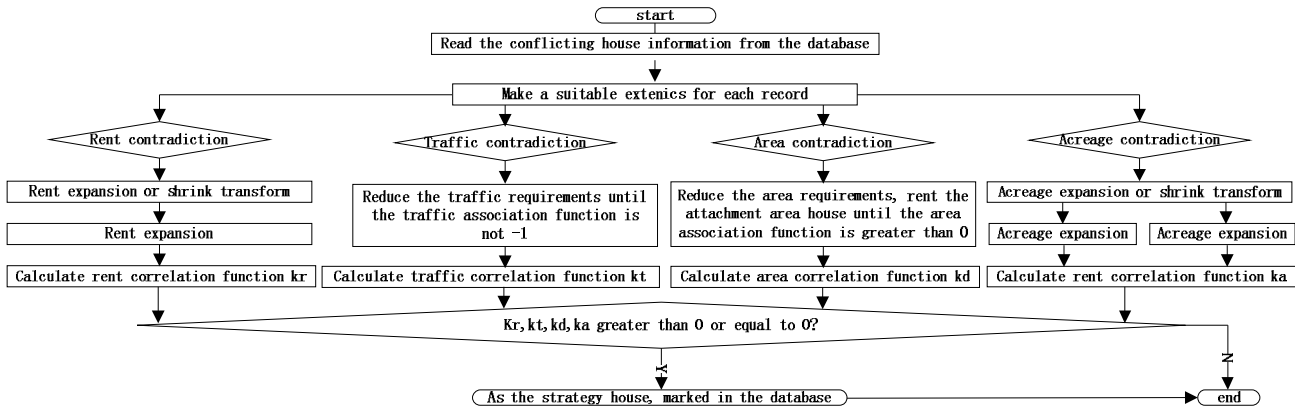 start
Read the conflicting house information from the database
Make a suitable extenics for each record
Rent contradiction
Traffic contradiction
Area contradiction
Acreage contradiction
Rent expansion or shrink transform
Reduce the traffic requirements until
the traffic association function is
not -1
Reduce the area requirements, rent the
attachment area house until the area
association function is greater than 0
Acreage expansion or shrink transform
Rent expansion
Acreage expansion
Acreage expansion
Calculate rent correlation function kr
Calculate traffic correlation function kt
Calculate area correlation function kd
Calculate rent correlation function ka
Kr,kt,kd,ka greater than 0 or equal to 0?
Y
N
As the strategy house, marked in the database
end